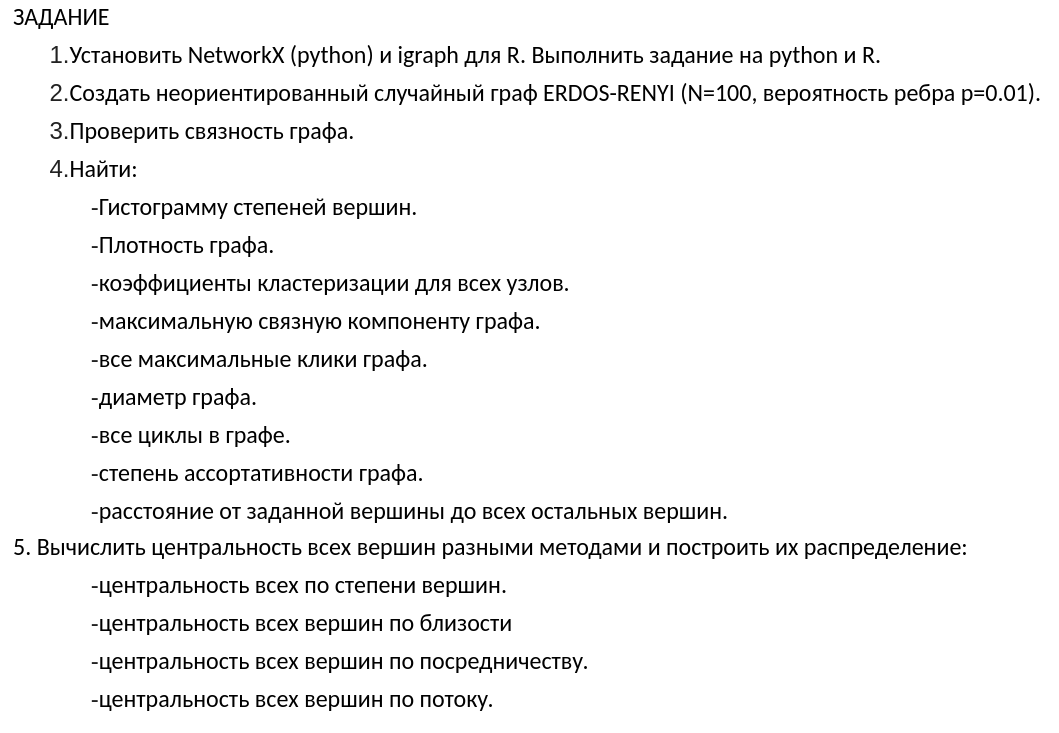 ЗАДАНИЕ
1.Установить NetworkX (python) и igraph для R. Выполнить задание на python и R.
2.Создать неориентированный случайный граф ERDOS-RENYI (N=100, вероятность ребра p=0.01).
3.Проверить связность графа.
4.Найти:
-Гистограмму степеней вершин.
-Плотность графа.
-коэффициенты кластеризации для всех узлов.
-максимальную связную компоненту графа.
-все максимальные клики графа.
-диаметр графа.
-все циклы в графе.
-степень ассортативности графа.
-расстояние от заданной вершины до всех остальных вершин.
5. Вычислить центральность всех вершин разными методами и построить их распределение:
-центральность всех по степени вершин.
-центральность всех вершин по близости
-центральность всех вершин по посредничеству.
-центральность всех вершин по потоку.